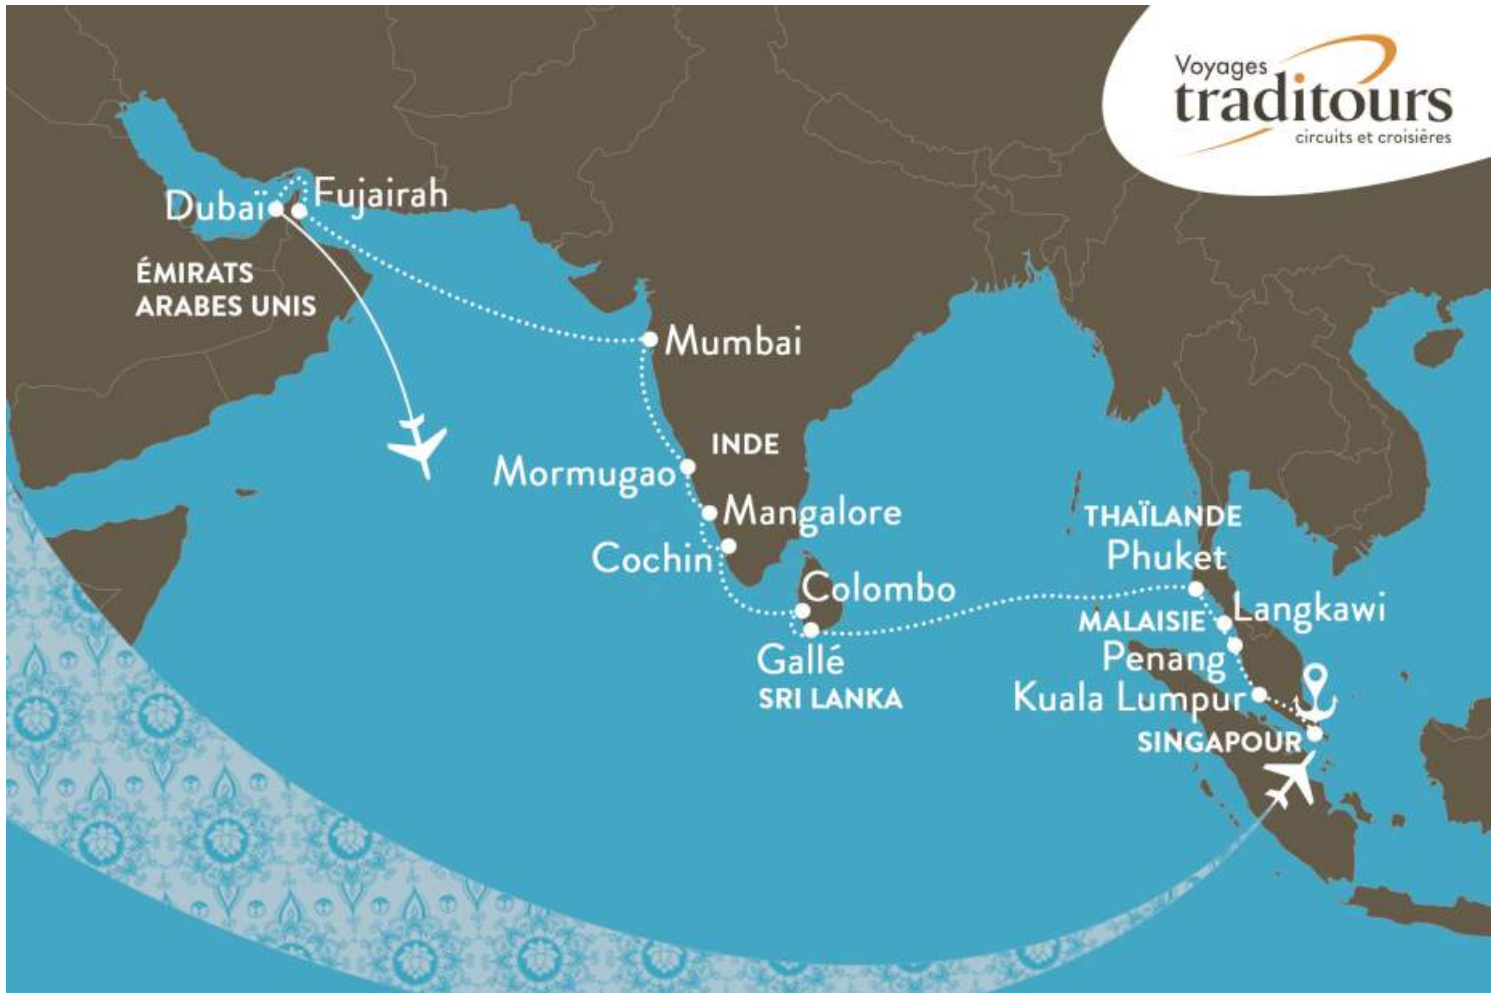 Voyages
traditours
circuits et croisières
Dubaï
Fujairah
ÉMIRATS
ARABES UNIS
Mumbai
INDE
Mormugao
Mangalore
Cochin
THAÏLANDE
Phuket
Colombo
Langkawi
MALAISIE
Gallé
Penang
SRI LANKA
Kuala Lumpur
SINGAPOUR